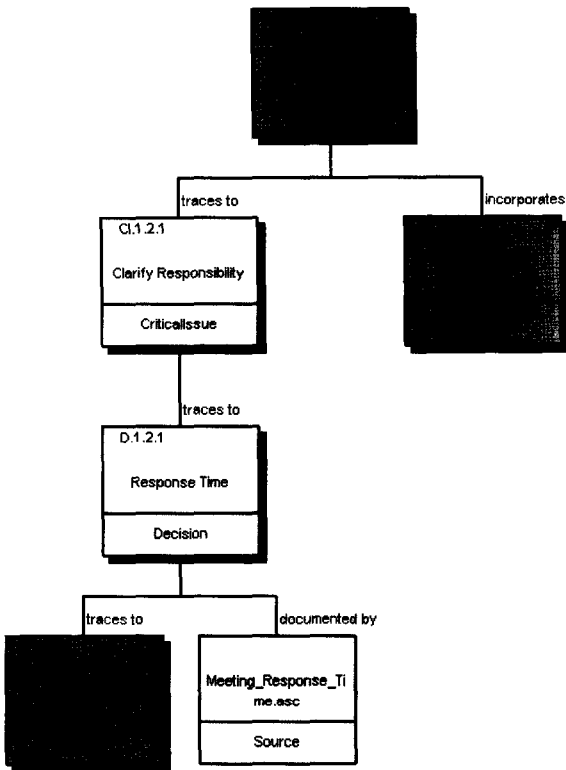 traces to
incorporates
CI.1.2.1
Clarify Responsibility
CriticalIssue
traces to
D.1.2.1
Response Time
Decision
traces to
documented by
Meeting_Response_Ti
me.asc
Source